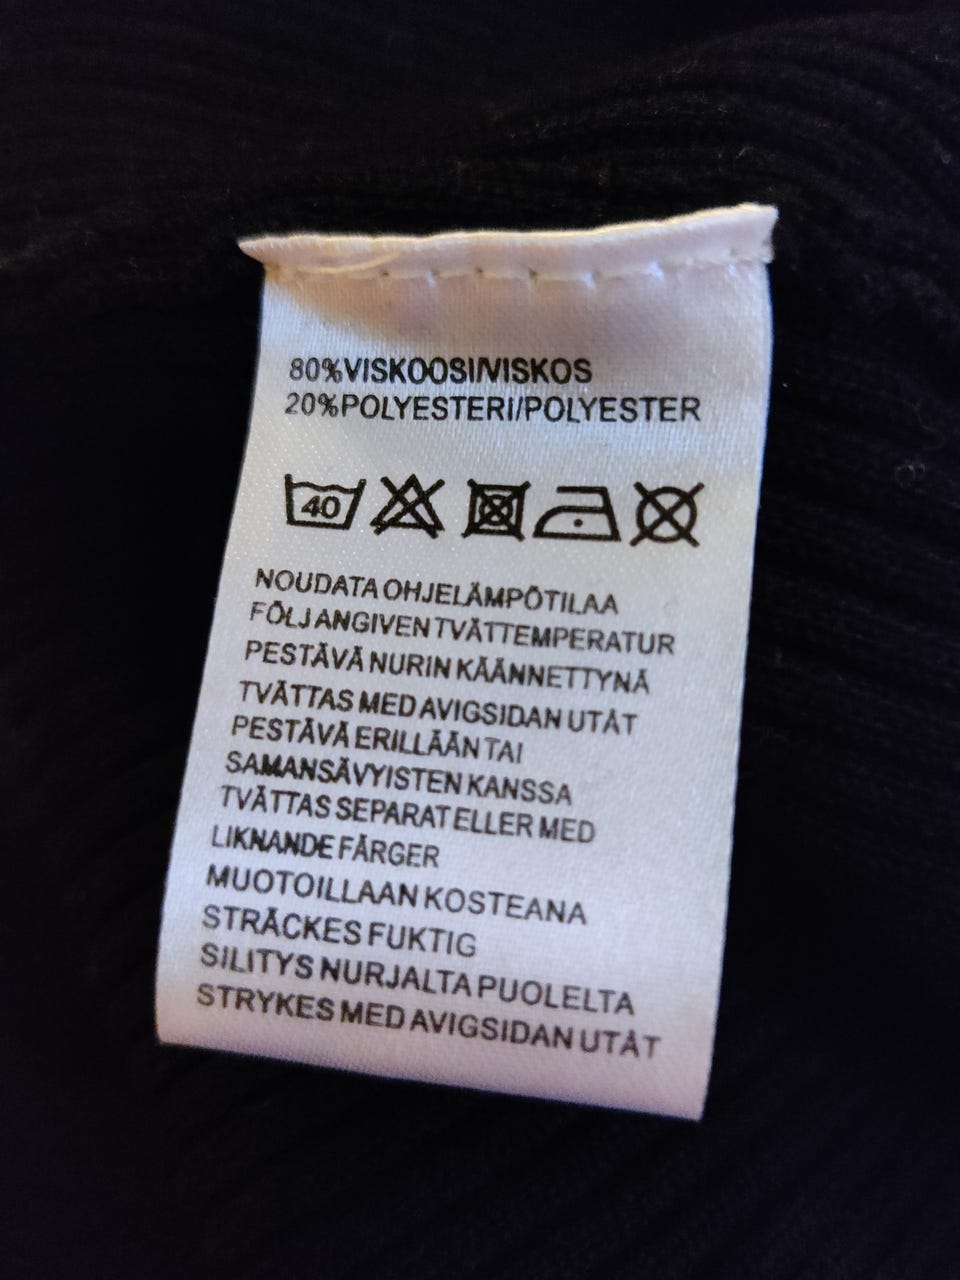 80%VISKOOSI/VISKOS
20%POLYESTERI/POLYESTER
40
NOUDATA OHJELÄMPÖTILAA
FÖLJ ANGIVEN TVÄTTEMPERATUR
PESTÄVÄ NURIN KÄÄNNETTYNÄ
TVÄTTAS MED AVIGSIDAN UTÅT
PESTÄVÄ ERILLÄÄN TAI
SAMANSÄVYISTEN KANSSA
TVÄTTAS SEPARAT ELLER MED
LIKNANDE FÄRGER
MUOTOILLAAN KOSTEANA
STRÄCKES FUKTIG
SILITYS NURJALTA PUOLELTA
STRYKES MED AVIGSIDAN UTÅT